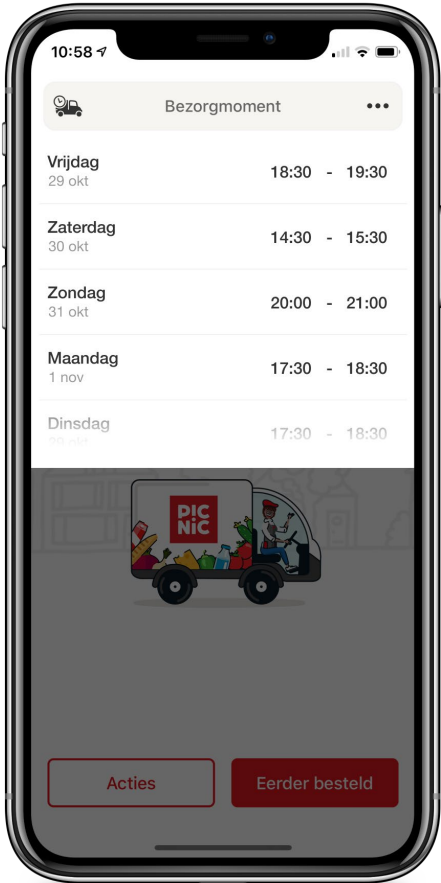 10:58
Bezorgmoment
Vrijdag
29 okt
18:30 - 19:30
Zaterdag
30 okt
14:30 - 15:30
Zondag
31 okt
20:00 - 21:00
Maandag
1 nov
17:30 - 18:30
Dinsdag
17:30 - 18:30
PIC
NIC
Acties
Eerder besteld